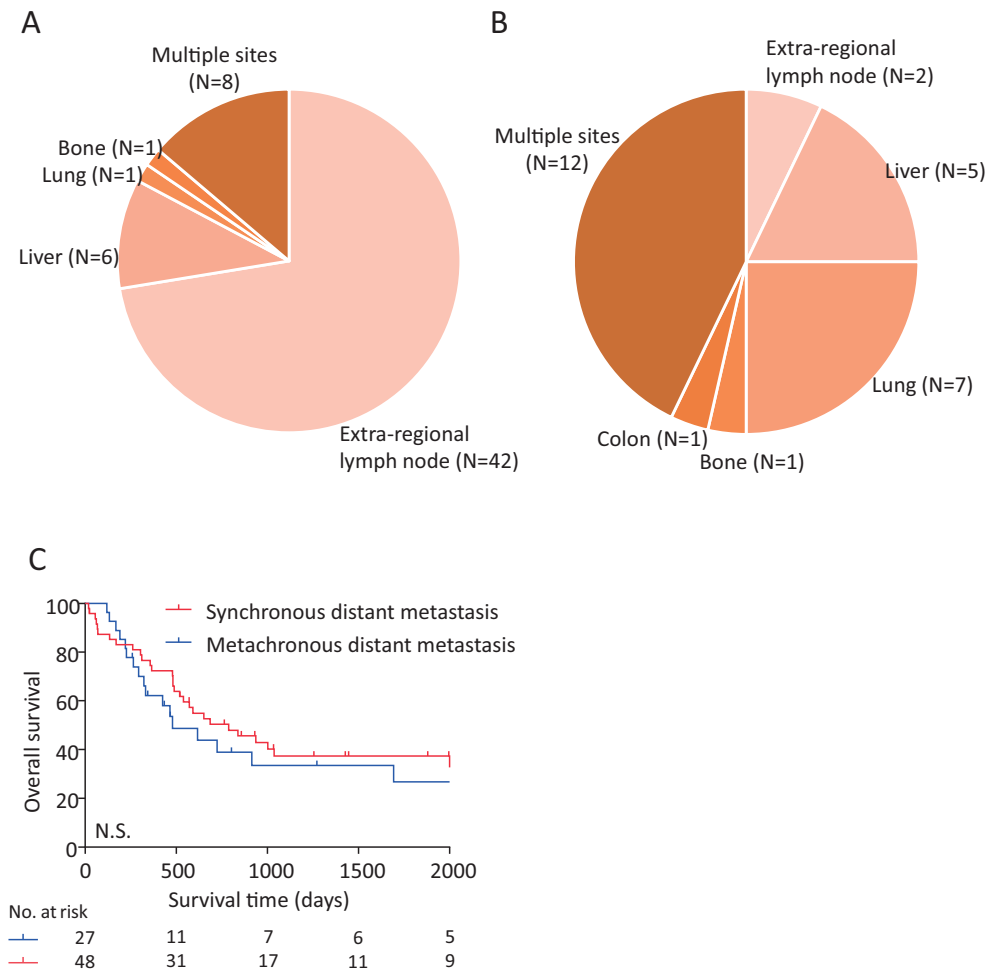 A
Multiple sites
(N=8)
Bone (N=1)
Lung (N=1)
Liver (N=6)
Extra-regional
lymph node (N=42)
B
Extra-regional
lymph node (N=2)
Multiple sites
(N=12)
Liver (N=5)
Lung (N=7)
Colon (N=1)
Bone (N=1)
C
Overall survival
100
80
60
40
20
0
Synchronous distant metastasis
Metachronous distant metastasis
N.S.
0 500 1000 1500 2000
Survival time (days)
No. at risk
27 11 7 6 5
48 31 17 11 9